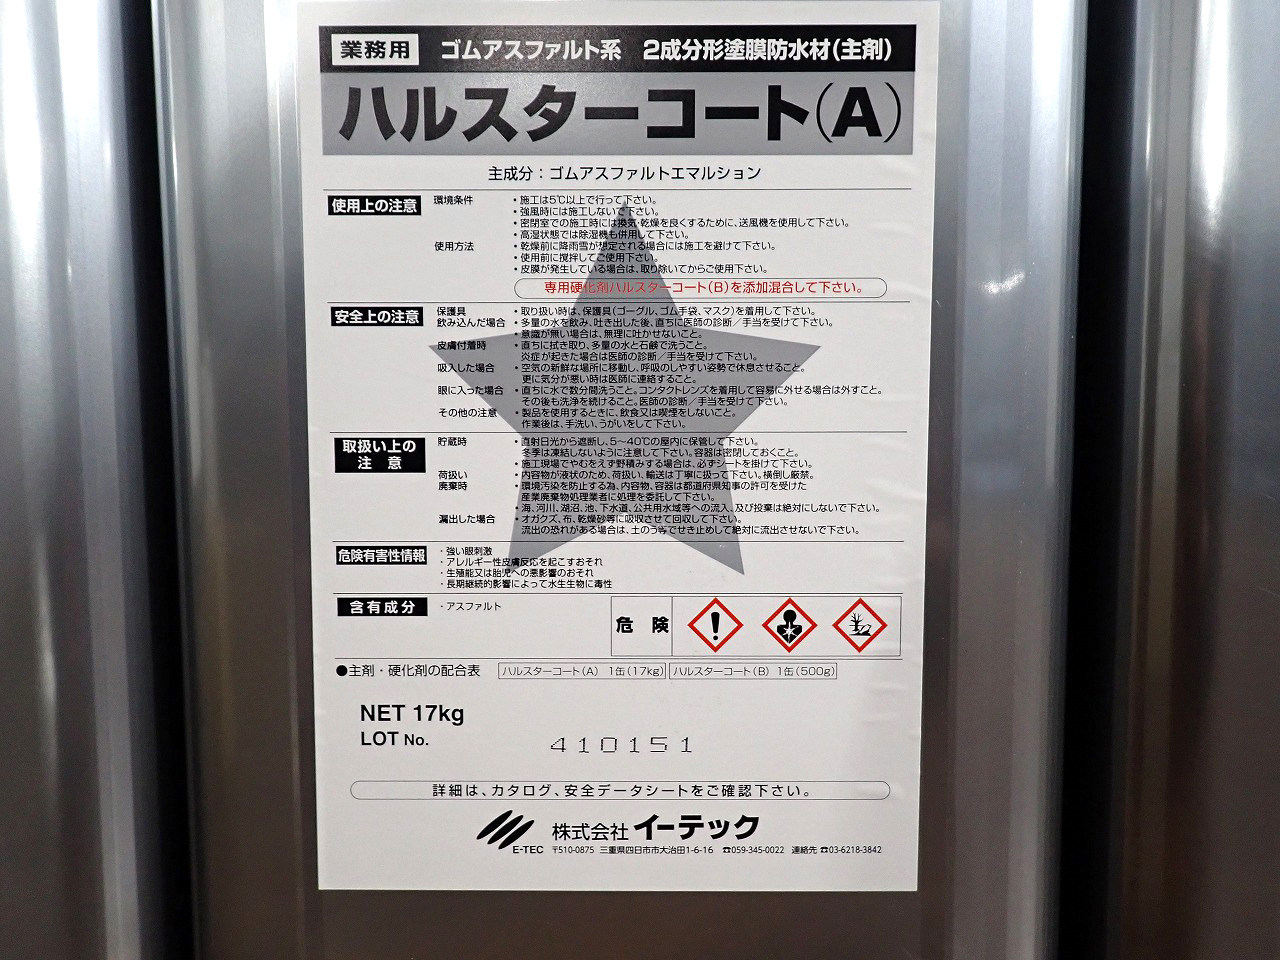 業務用 ゴムアスファルト系 2成分形塗膜防水材(主剤)
ハルスターコート(A)
主成分：ゴムアスファルトエマルション
使用上の注意
環境条件 ・施工は5℃以上で行って下さい。
・強風時には施工しないで下さい。
・密閉室での施工時には換気・乾燥を良くするために、送風機を使用して下さい。
・高湿状態では除湿機も併用して下さい。
使用方法 ・乾燥前に降雨雪が想定される場合には施工を避けて下さい。
・使用前に撹拌してご使用下さい。
・皮膜が発生している場合は、取り除いてからご使用下さい。
専用硬化剤ハルスターコート(B)を添加混合して下さい。
安全上の注意
保護具 ・取り扱い時は、保護具(ゴーグル、ゴム手袋、マスク)を着用して下さい。
飲み込んだ場合 ・多量の水を飲み、吐き出した後、直ちに医師の診断／手当を受けて下さい。
・意識が無い場合は、無理に吐かせないこと。
皮膚付着時 ・直ちに拭き取り、多量の水と石鹸で洗うこと。
炎症が起きた場合は医師の診断／手当を受けて下さい。
吸入した場合 ・空気の新鮮な場所に移動し、呼吸のしやすい姿勢で休息させること。
更に気分が悪い時は医師に連絡すること。
眼に入った場合 ・直ちに水で数分間洗うこと。コンタクトレンズを着用して容易に外せる場合は外すこと。
その後も洗浄を続けること。医師の診断／手当を受けて下さい。
その他の注意 ・製品を使用するときに、飲食又は喫煙をしないこと。
作業後は、手洗い、うがいをして下さい。
取扱い上の
注 意
貯蔵時 ・直射日光から遮断し、5～40℃の屋内に保管して下さい。
冬季は凍結しないように注意して下さい。容器は密閉しておくこと。
・施工現場でやむをえず野積みする場合は、必ずシートを掛けて下さい。
荷扱い ・内容物が液状のため、荷扱い、輸送は丁寧に扱って下さい。横倒し厳禁。
廃棄時 ・環境汚染を防止する為、内容物、容器は都道府県知事の許可を受けた
産業廃棄物処理業者に処理を委託して下さい。
・海、河川、湖沼、池、下水道、公共用水域等への流入、及び投棄は絶対にしないで下さい。
漏出した場合 ・オガクズ、布、乾燥砂等に吸収させて回収して下さい。
流出の恐れがある場合は、土のう等でせき止めして絶対に流出させないで下さい。
危険有害性情報
・強い眼刺激
・アレルギー性皮膚反応を起こすおそれ
・生殖能又は胎児への悪影響のおそれ
・長期継続的影響によって水生生物に毒性
含有成分 ・アスファルト
危 険
●主剤・硬化剤の配合表 ハルスターコート(A) 1缶(17kg) ハルスターコート(B) 1缶(500g)
NET 17kg
LOT No. 410151
詳細は、カタログ、安全データシートをご確認下さい。
E-TEC 株式会社イーテック
〒510-0875 三重県四日市市大治田1-6-16 ☎059-345-0022 連絡先 ☎03-6218-3842